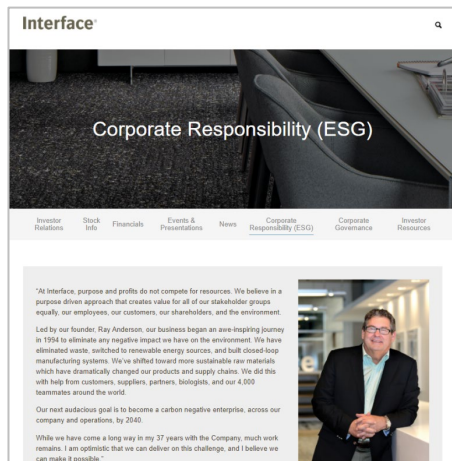 Interface®
Corporate Responsibility (ESG)
Investor Relations
Stock Info
Financials
Events & Presentations
News
Corporate Responsibility (ESG)
Corporate Governance
Investor Resources
"At Interface, purpose and profits do not compete for resources. We believe in a
purpose driven approach that creates value for all of our stakeholder groups
equally, our employees, our customers, our shareholders, and the environment.
Led by our founder, Ray Anderson, our business began an awe-inspiring journey
in 1994 to eliminate any negative impact we have on the environment. We have
eliminated waste, switched to renewable energy sources, and built closed-loop
manufacturing systems. We've shifted toward more sustainable raw materials
which have dramatically changed our products and supply chains. We did this
with help from customers, suppliers, partners, biologists, and our 4,000
teammates around the world.
Our next audacious goal is to become a carbon negative enterprise, across our
company and operations, by 2040.
While we have come a long way in my 37 years with the Company, much work
remains. I am optimistic that we can deliver on this challenge, and I believe we
can make it possible."